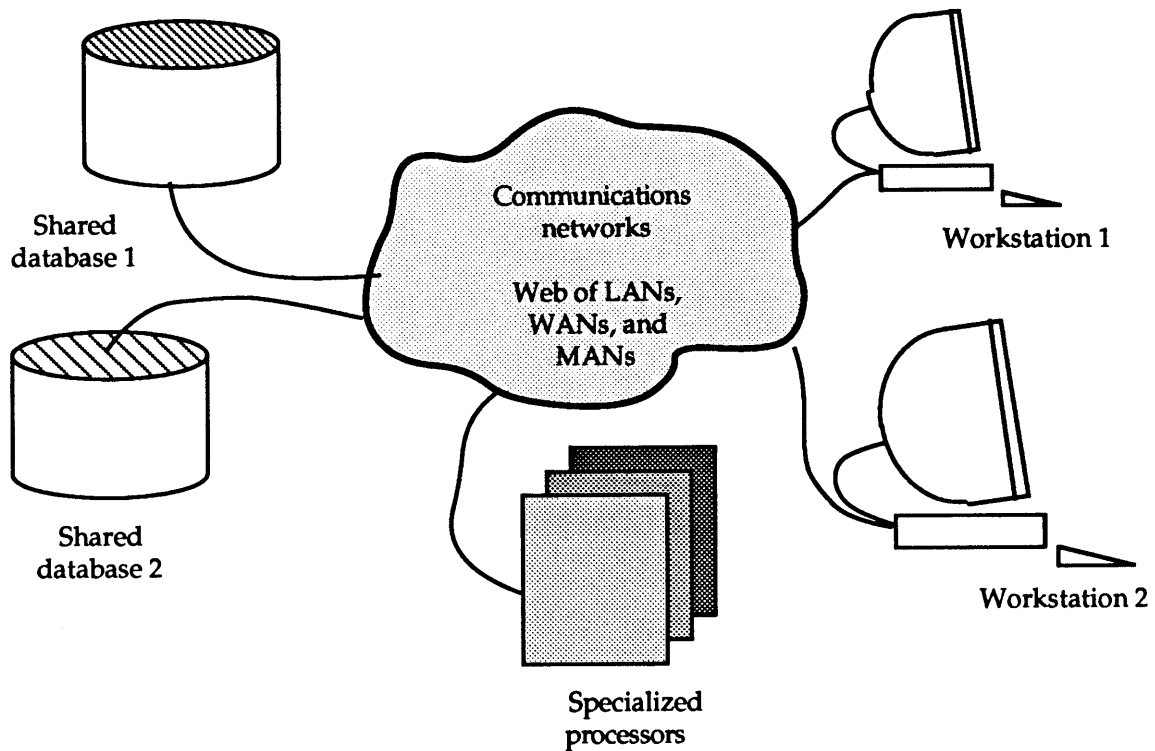 Shared
database 1
Communications
networks
Web of LANs,
WANs, and
MANs
Workstation 1
Shared
database 2
Workstation 2
Specialized
processors